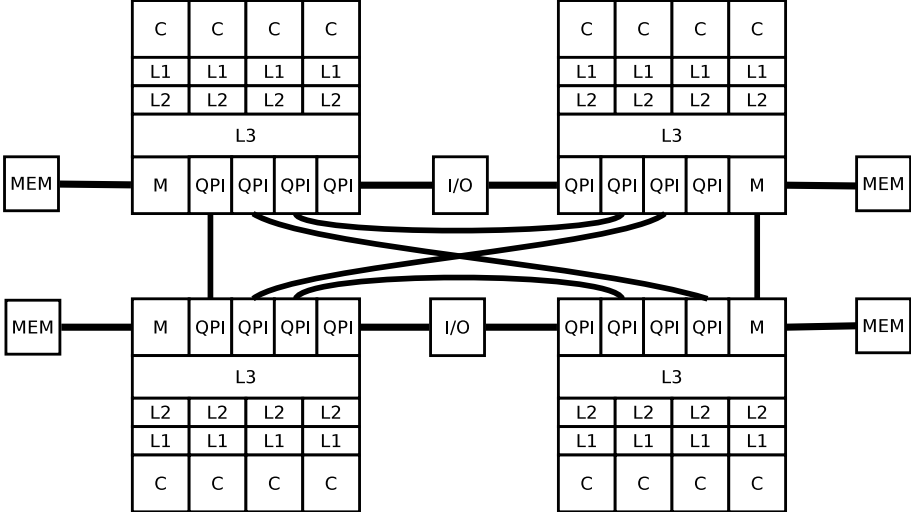 C C C C C C C C
L1 L1 L1 L1 L1 L1 L1 L1
L2 L2 L2 L2 L2 L2 L2 L2
L3 L3
MEM M QPI QPI QPI QPI I/O QPI QPI QPI QPI M MEM
MEM M QPI QPI QPI QPI I/O QPI QPI QPI QPI M MEM
L3 L3
L2 L2 L2 L2 L2 L2 L2 L2
L1 L1 L1 L1 L1 L1 L1 L1
C C C C C C C C